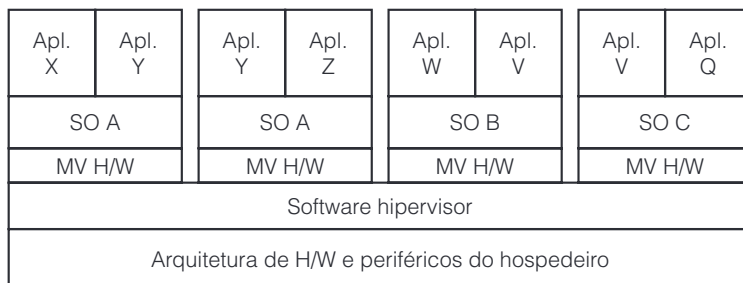 Apl. Apl. Apl. Apl. Apl. Apl. Apl. Apl.
X Y Y Z W V V Q
SO A SO A SO B SO C
MV H/W MV H/W MV H/W MV H/W
Software hipervisor
Arquitetura de H/W e periféricos do hospedeiro